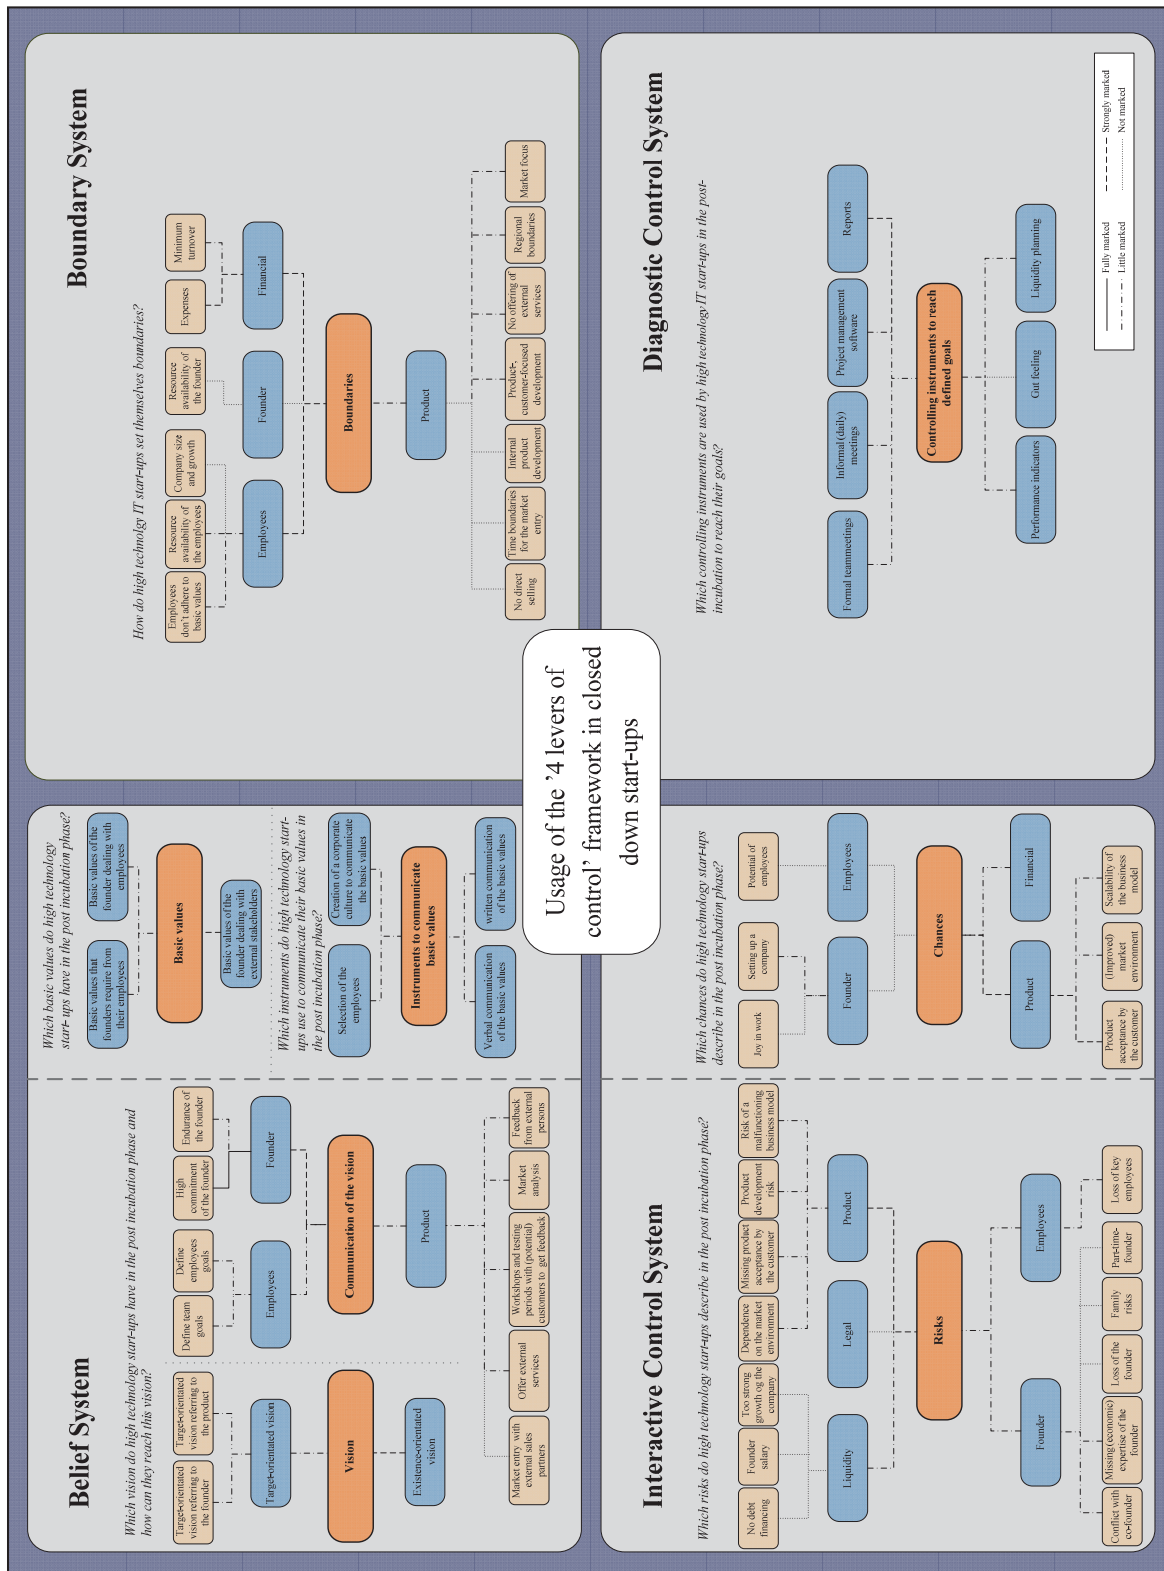 Belief System
Which vision do high technology start-ups have in the post incubation phase and
how can they reach this vision?
Target-orientated
vision referring to
the founder
Target-orientated
vision referring to
the product
Target-orientated vision
Vision
Existence-orientated
vision
Define team
goals
Define
employees
goals
High
commitment
of the founder
Endurance of
the founder
Employees
Founder
Communication of the vision
Product
Market entry with
external sales
partners
Offer external
services
Workshops and testing
periods with (potential)
customers to get feedback
Market
analysis
Feedback
from external
persons
Which basic values do high technology
start-ups have in the post incubation phase?
Basic values that
founders require from
their employees
Basic values of the
founder dealing with
employees
Basic values
Basic values of the
founder dealing with
external stakeholders
Which instruments do high technology start-
ups use to communicate their basic values in
the post incubation phase?
Selection of the
employees
Creation of a corporate
culture to communicate
the basic values
Instruments to communicate
basic values
Verbal communication
of the basic values
written communication
of the basic values
Boundary System
How do high technolgy IT start-ups set themselves boundaries?
Employees
don't adhere to
basic values
Resource
availability of
the employees
Company size
and growth
Resource
availability of
the founder
Expenses
Minimum
turnover
Employees
Founder
Financial
Boundaries
Product
No direct
selling
Time boundaries
for the market
entry
Internal
product
development
Product-,
customer-focused
development
No offering of
external
services
Regional
boundaries
Market focus
Usage of the '4 levers of
control' framework in closed
down start-ups
Interactive Control System
Which risks do high technology start-ups describe in the post incubation phase?
No debt
financing
Founder
salary
Too strong
growth og the
company
Dependence
on the market
environment
Missing product
acceptance by
the customer
Product
development
risk
Risk of a
malfunctioning
business model
Liquidity
Legal
Product
Risks
Founder
Employees
Conflict with
co-founder
Missing (economic)
expertise of the
founder
Loss of the
founder
Family
risks
Part-time-
founder
Loss of key
employees
Which chances do high technology start-ups
describe in the post incubation phase?
Joy in work
Setting up a
company
Potential of
employees
Founder
Employees
Chances
Product
Financial
Product
acceptance by
the customer
(Improved)
market
environment
Scalability of
the business
model
Diagnostic Control System
Which controlling instruments are used by high technology IT start-ups in the post-
incubation to reach their goals?
Formal teammeetings
Informal (daily)
meetings
Project management
software
Reports
Controlling instruments to reach
defined goals
Performance indicators
Gut feeling
Liquidity planning
Fully marked
Strongly marked
Little marked
Not marked